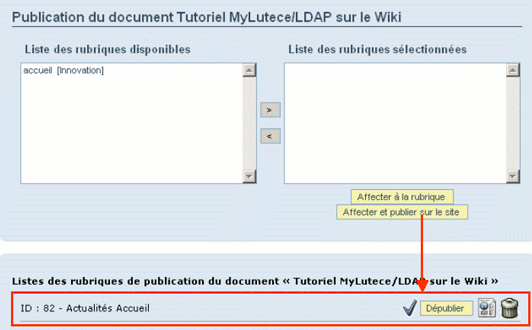 Publication du document Tutoriel MyLutece/LDAP sur le Wiki
Liste des rubriques disponibles
Liste des rubriques sélectionnées
accueil [Innovation]
>
<
Affecter à la rubrique
Affecter et publier sur le site
Listes des rubriques de publication du document « Tutoriel MyLutece/LDAP sur le Wiki »
ID : 82 - Actualités Accueil
Dépublier